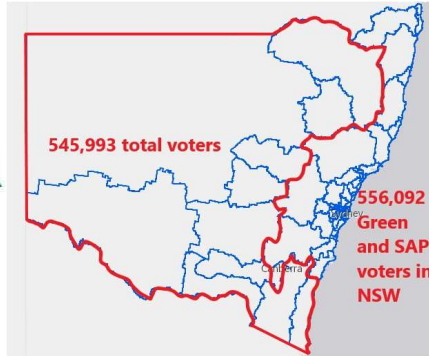 545,993 total voters
556,092
Sydney
Green
and SAP
Canberra
voters in
NSW